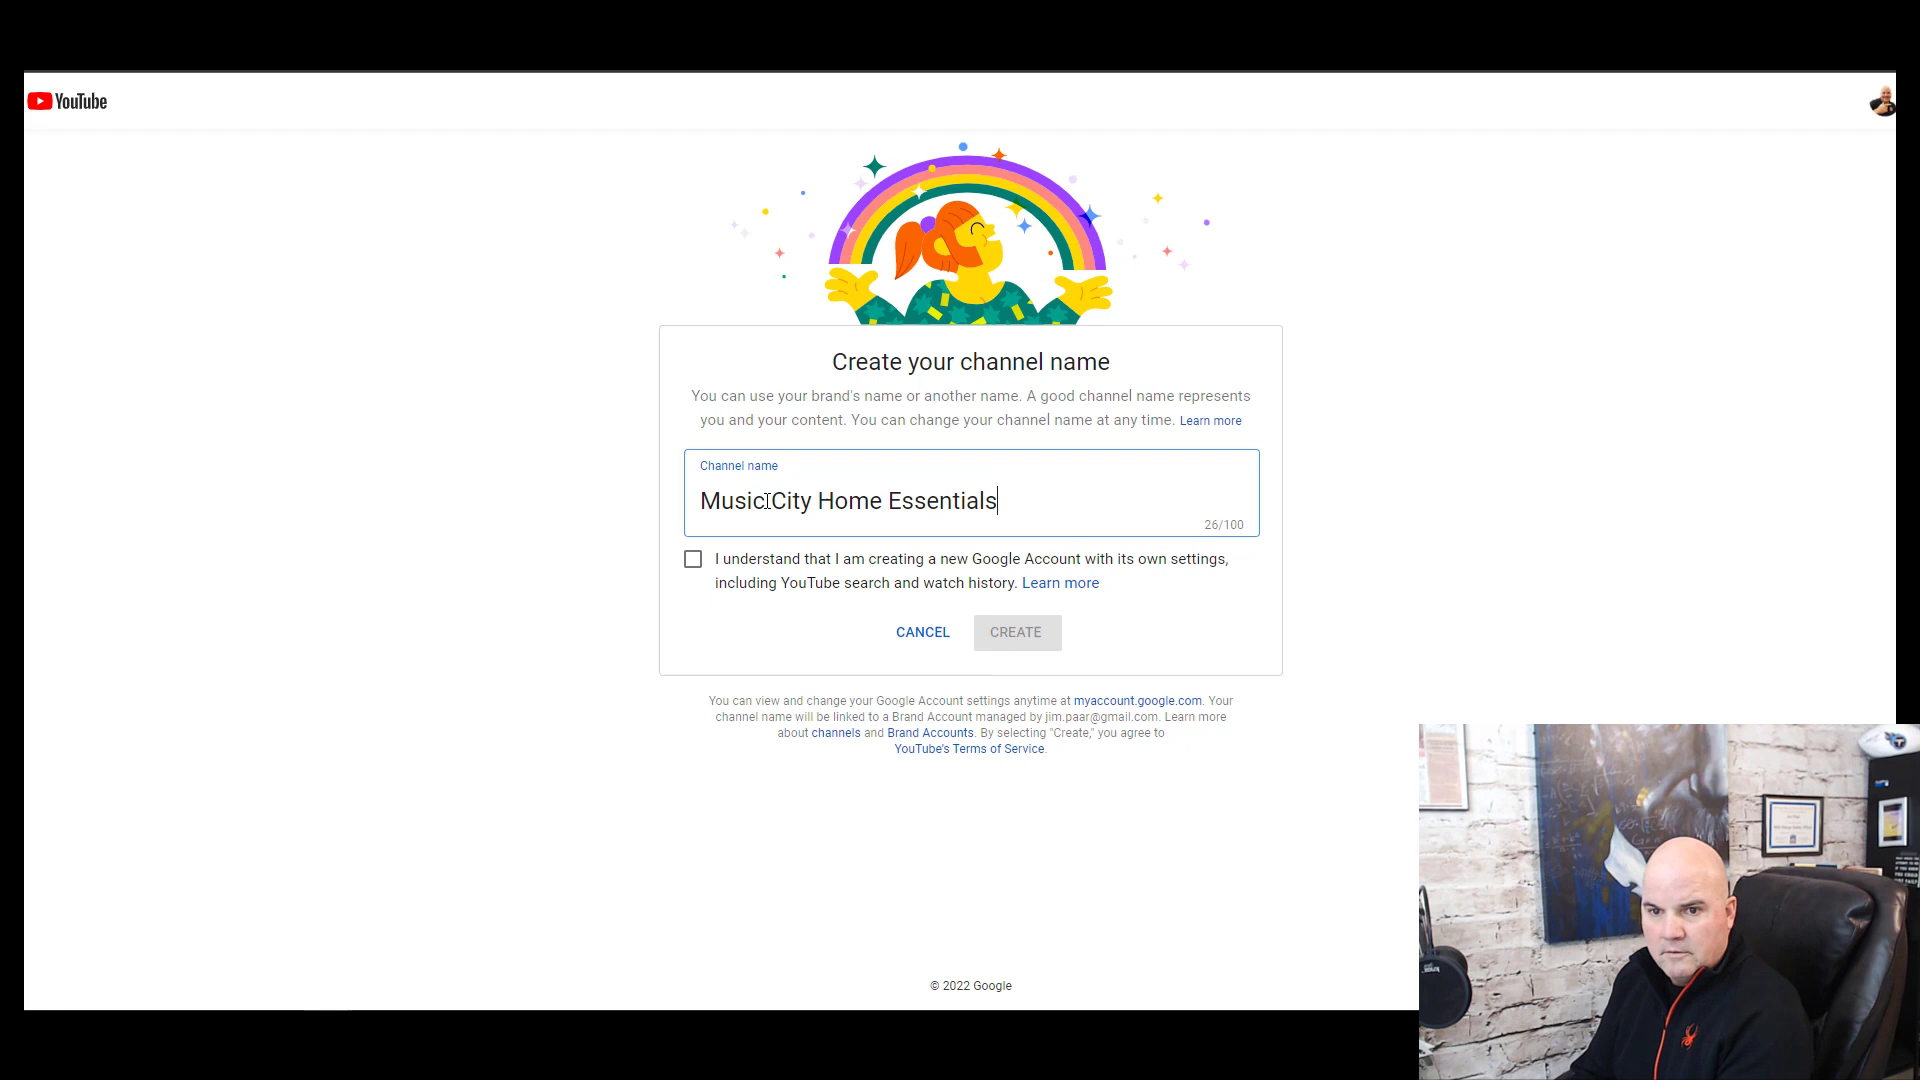 YouTube
Create your channel name
You can use your brand's name or another name. A good channel name represents
you and your content. You can change your channel name at any time. Learn more
Channel name
Music City Home Essentials
26/100
I understand that I am creating a new Google Account with its own settings,
including YouTube search and watch history. Learn more
CANCEL CREATE
You can view and change your Google Account settings anytime at myaccount.google.com. Your
channel name will be linked to a Brand Account managed by jim.paar@gmail.com. Learn more
about channels and Brand Accounts. By selecting "Create," you agree to
YouTube's Terms of Service.
© 2022 Google